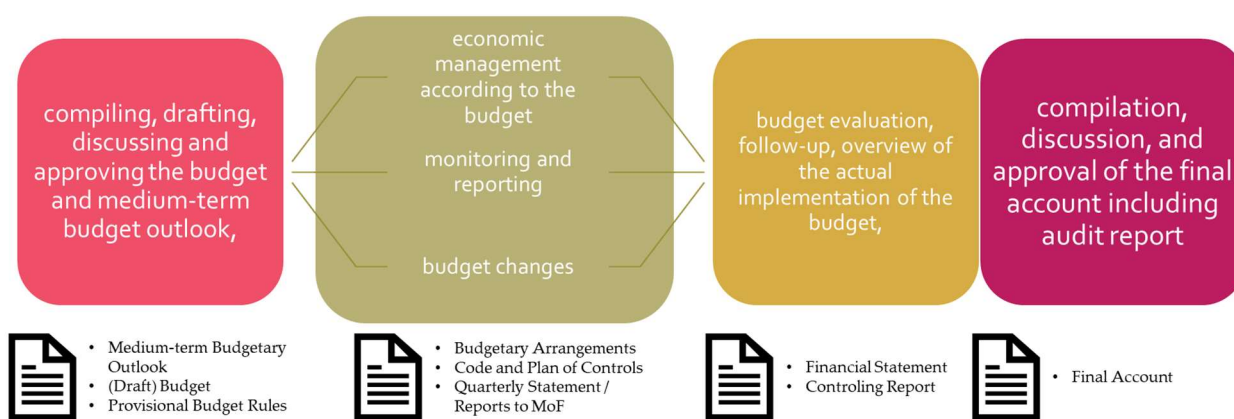 compiling, drafting,
discussing and
approving the budget
and medium-term
budget outlook,
economic
management
according to the
budget
monitoring and
reporting
budget changes
budget evaluation,
follow-up, overview of
the actual
implementation of the
budget,
compilation,
discussion, and
approval of the final
account including
audit report
• Medium-term Budgetary
Outlook
• (Draft) Budget
• Provisional Budget Rules
• Budgetary Arrangements
• Code and Plan of Controls
• Quarterly Statement /
Reports to MoF
• Financial Statement
• Controling Report
• Final Account